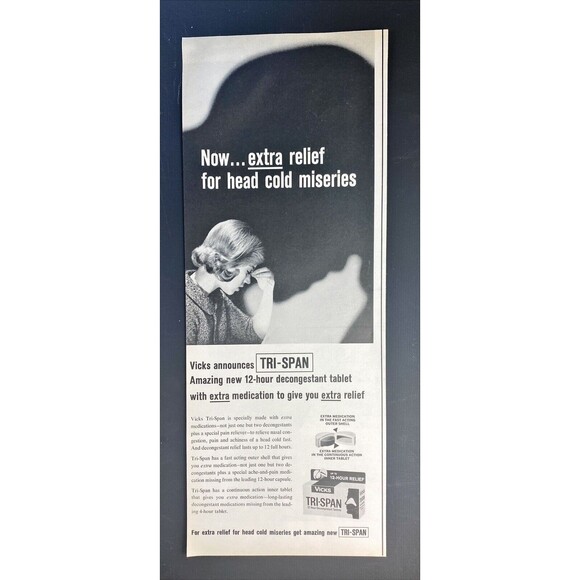 Now...extra relief
for head cold miseries
Vicks announces TRI-SPAN
Amazing new 12-hour decongestant tablet
with extra medication to give you extra relief
Vicks Tri-Span is specially made with extra
medications—not just one but two decongestants
plus a special pain reliever—to relieve nasal con-
gestion, pain and achiness of a head cold fast.
And decongestant relief lasts up to 12 full hours.
Tri-Span has a fast acting outer shell that gives
you extra medication—not just one but two de-
congestants plus a special ache-and-pain medi-
cation missing from the leading 12-hour capsule.
Tri-Span has a continuous action inner tablet
that gives you extra medication—long-lasting
decongestant medications missing from the lead-
ing 6-hour tablet.
EXTRA MEDICATION
IN THE FAST ACTING
OUTER SHELL
EXTRA MEDICATION
IN THE CONTINUOUS ACTION
INNER TABLET
12-HOUR RELIEF
VICKS
TRI-SPAN
For extra relief for head cold miseries get amazing new TRI-SPAN